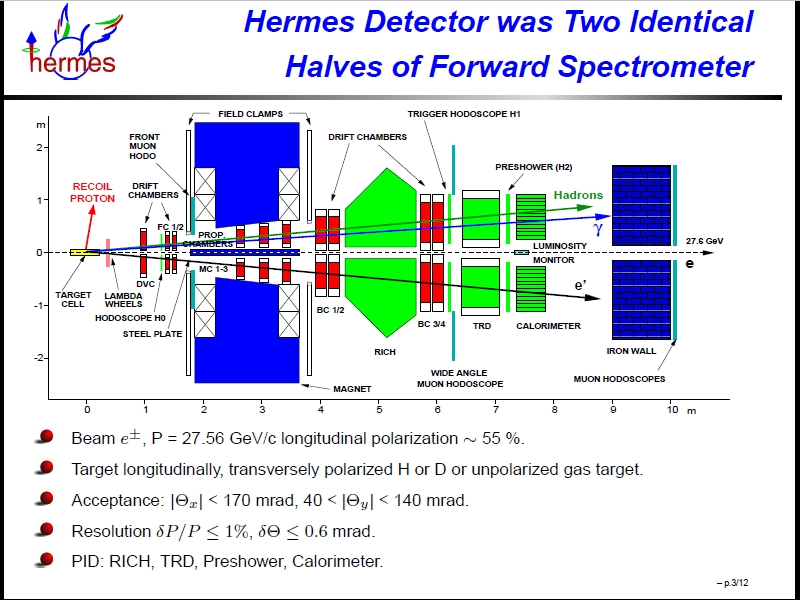 hermes
Hermes Detector was Two Identical
Halves of Forward Spectrometer
m
2
1
0
-1
-2
FIELD CLAMPS
TRIGGER HODOSCOPE H1
FRONT
MUON
HODO
DRIFT CHAMBERS
PRESHOWER (H2)
RECOIL
PROTON
DRIFT
CHAMBERS
FC 1/2
Hadrons
γ
PROP.
CHAMBERS
LUMINOSITY
MONITOR
27.6 GeV
e
MC 1-3
DVC
e’
TARGET
CELL
LAMBDA
WHEELS
HODOSCOPE H0
STEEL PLATE
BC 1/2
BC 3/4
TRD
CALORIMETER
RICH
IRON WALL
WIDE ANGLE
MUON HODOSCOPE
MUON HODOSCOPES
MAGNET
0 1 2 3 4 5 6 7 8 9 10 m
Beam e±, P = 27.56 GeV/c longitudinal polarization ∼ 55 %.
Target longitudinally, transversely polarized H or D or unpolarized gas target.
Acceptance: |Θx| < 170 mrad, 40 < |Θy| < 140 mrad.
Resolution δP/P ≤ 1%, δΘ ≤ 0.6 mrad.
PID: RICH, TRD, Preshower, Calorimeter.
– p.3/12